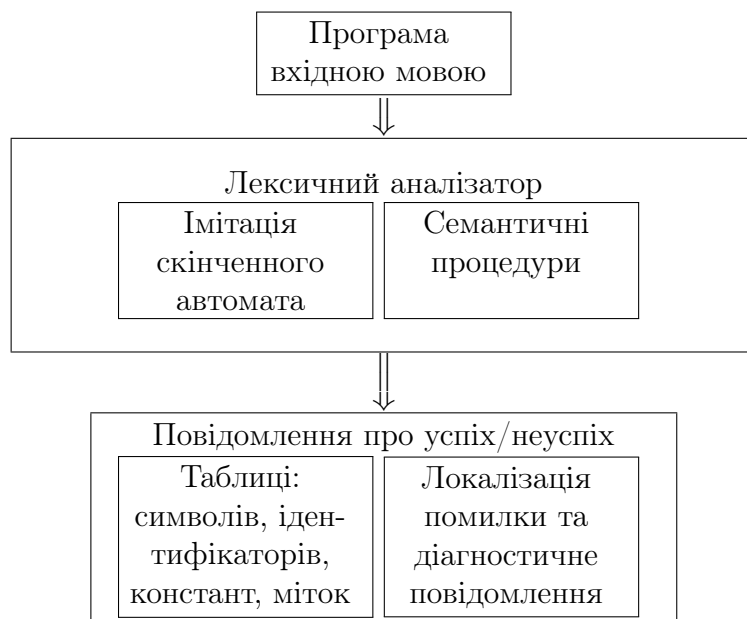 Програма
вхідною мовою
Лексичний аналізатор
Імітація
скінченного
автомата
Семантичні
процедури
Повідомлення про успіх/неуспіх
Таблиці:
символів, іден-
тифікаторів,
констант, міток
Локалізація
помилки та
діагностичне
повідомлення